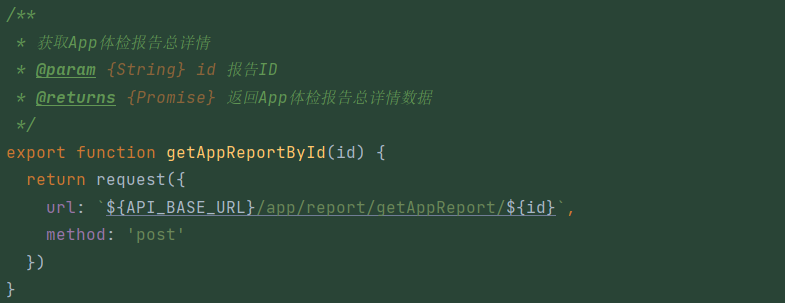 /**
 * 获取App体检报告总详情
 * @param {String} id 报告ID
 * @returns {Promise} 返回App体检报告总详情数据
 */
export function getAppReportById(id) {
  return request({
    url: `${API_BASE_URL}/app/report/getAppReport/${id}`,
    method: 'post'
  })
}